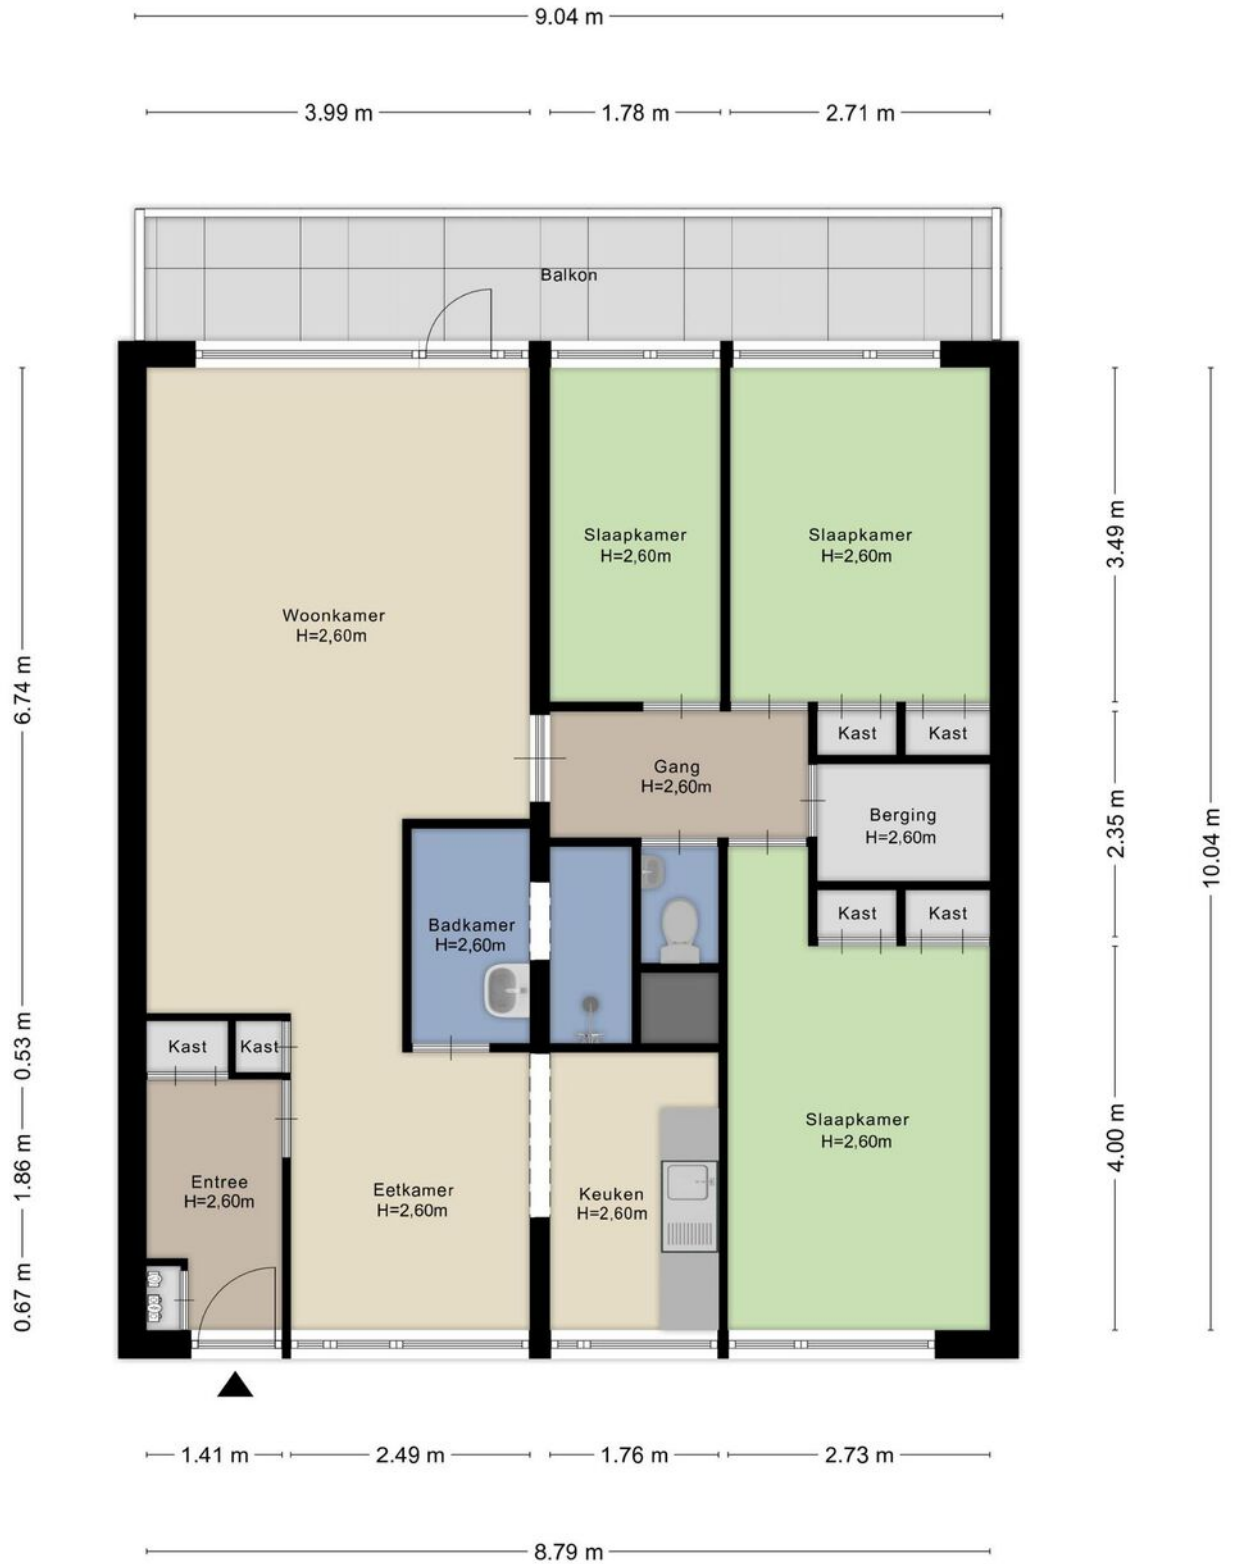 9.04 m
3.99 m
1.78 m
2.71 m
Balkon
Slaapkamer
H=2,60m
Slaapkamer
H=2,60m
3.49 m
Woonkamer
H=2,60m
6.74 m
Kast
Kast
Gang
H=2,60m
Berging
H=2,60m
2.35 m
10.04 m
Kast
Kast
Badkamer
H=2,60m
Kast
Kast
0.53 m
Slaapkamer
H=2,60m
4.00 m
1.86 m
Entree
H=2,60m
Eetkamer
H=2,60m
Keuken
H=2,60m
0.67 m
1.41 m
2.49 m
1.76 m
2.73 m
8.79 m